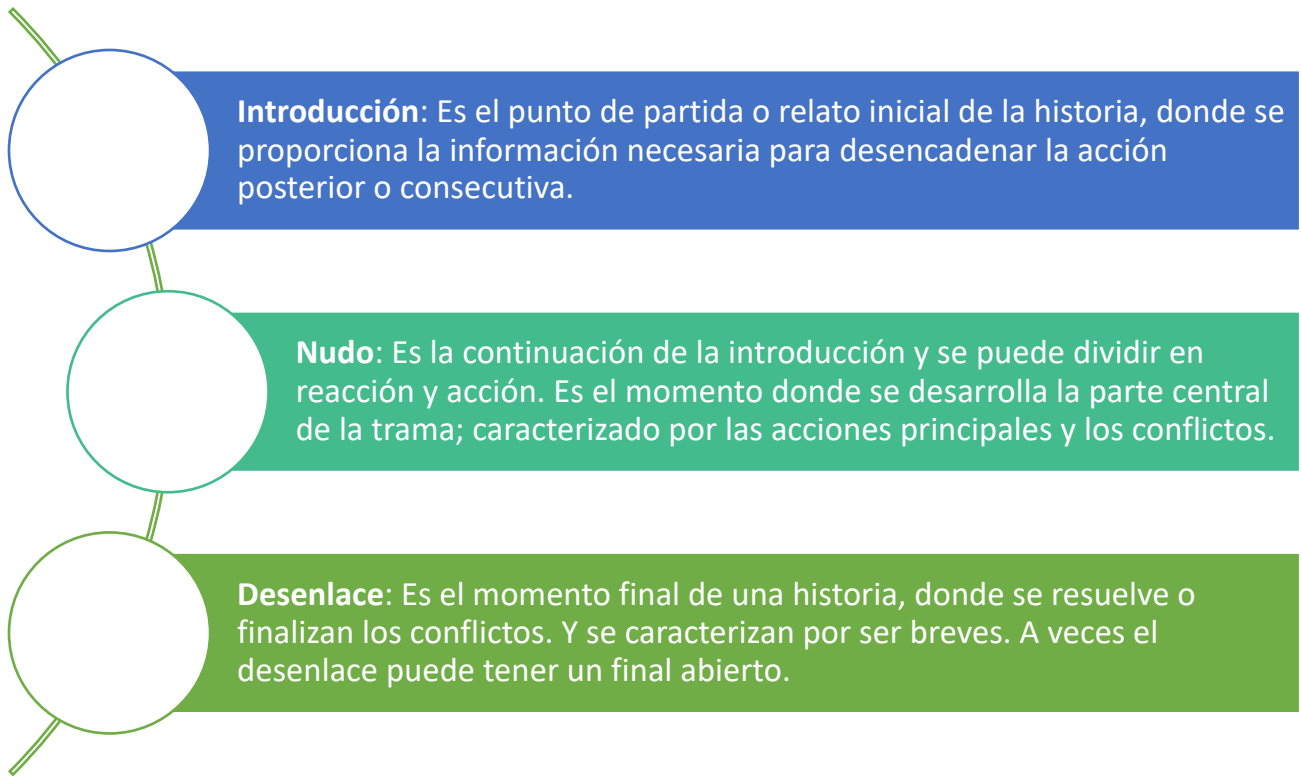 Introducción: Es el punto de partida o relato inicial de la historia, donde se
proporciona la información necesaria para desencadenar la acción
posterior o consecutiva.
Nudo: Es la continuación de la introducción y se puede dividir en
reacción y acción. Es el momento donde se desarrolla la parte central
de la trama; caracterizado por las acciones principales y los conflictos.
Desenlace: Es el momento final de una historia, donde se resuelve o
finalizan los conflictos. Y se caracterizan por ser breves. A veces el
desenlace puede tener un final abierto.